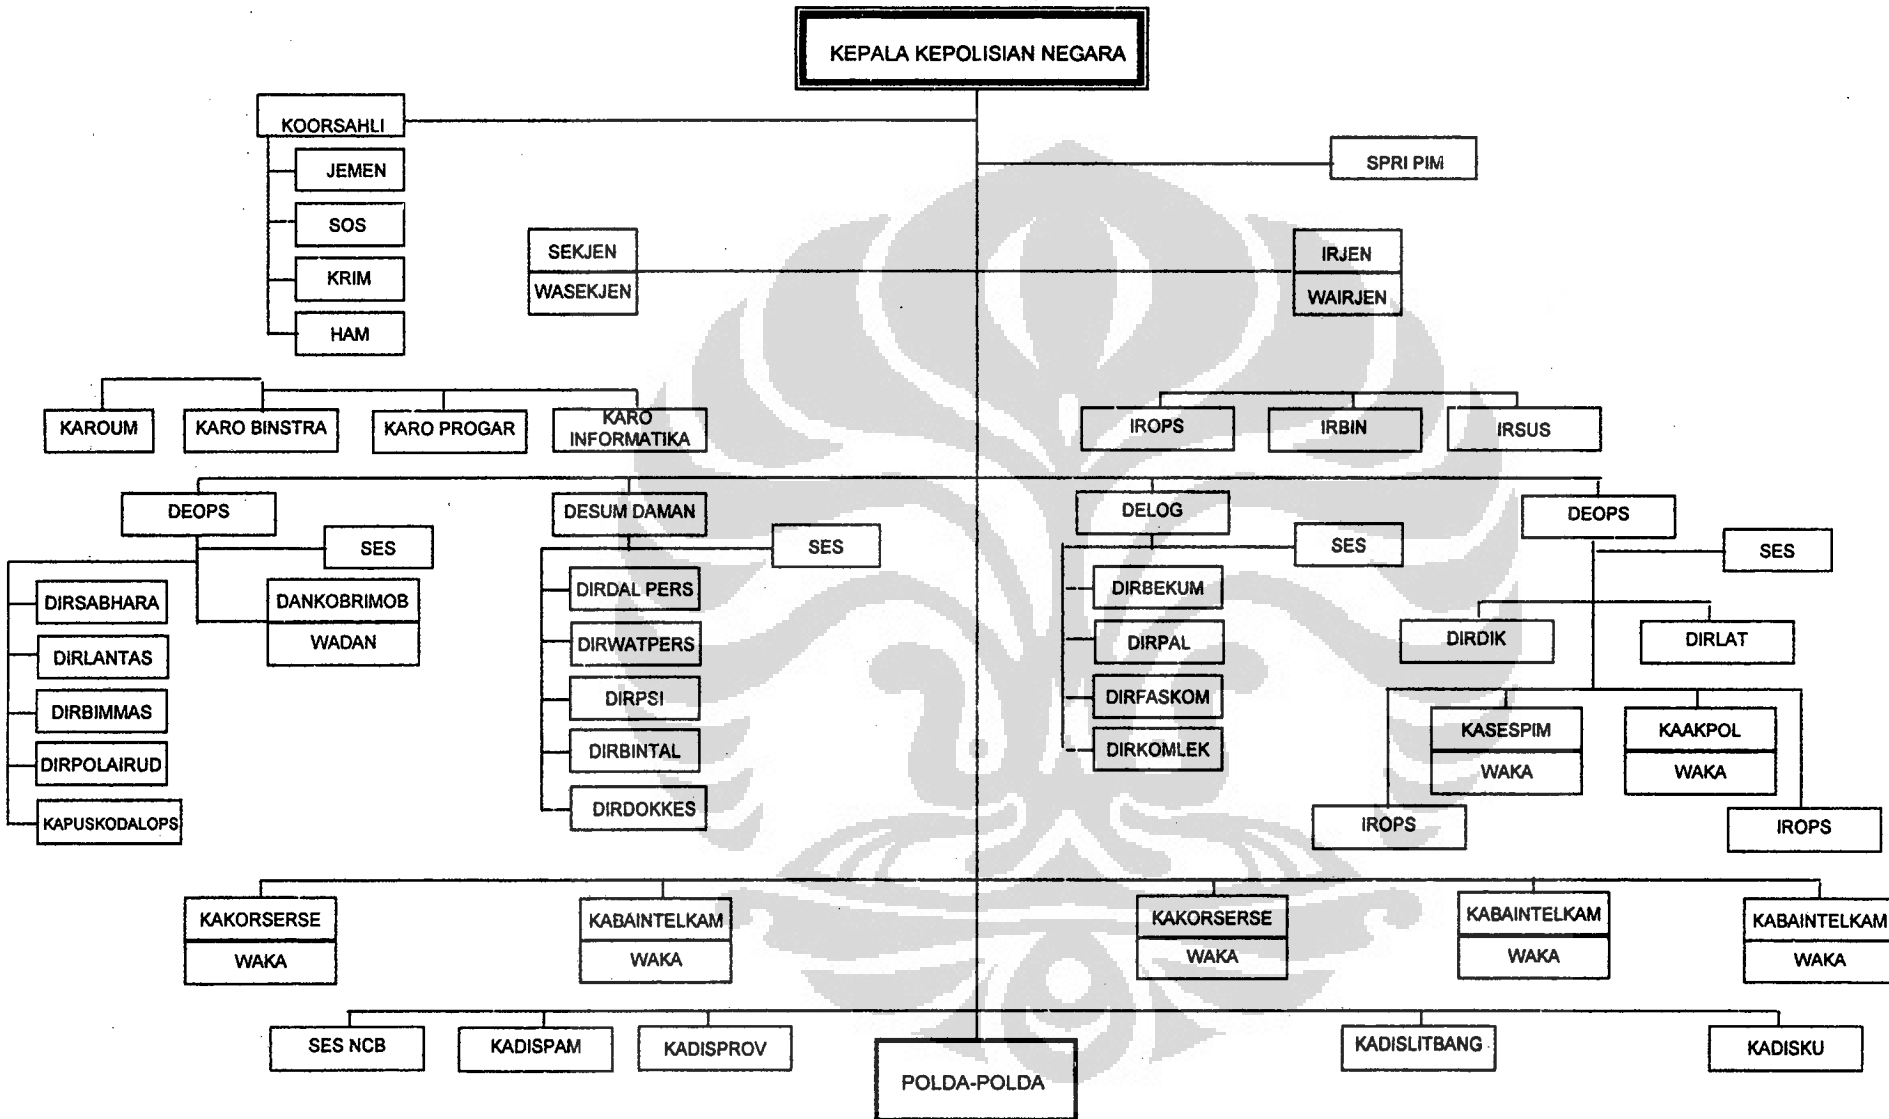 KEPALA KEPOLISIAN NEGARA
KOORSAHLI
SPRI PIM
JEMEN
SOS
KRIM
HAM
SEKJEN
WASEKJEN
IRJEN
WAIRJEN
KAROUM
KARO BINSTRA
KARO PROGAR
KARO
INFORMATIKA
IROPS
IRBIN
IRSUS
DEOPS
SES
DIRSABHARA
DIRLANTAS
DIRBIMMAS
DIRPOLAIRUD
KAPUSKODALOPS
DANKOBRIMOB
WADAN
DESUM DAMAN
SES
DIRDAL PERS
DIRWATPERS
DIRPSI
DIRBINTAL
DIRDOKKES
DELOG
SES
DIRBEKUM
DIRPAL
DIRFASKOM
DIRKOMLEK
DEOPS
SES
DIRDIK
DIRLAT
KASESPIM
WAKA
KAAKPOL
WAKA
IROPS
IROPS
KAKORSERSE
WAKA
KABAINTELKAM
WAKA
KAKORSERSE
WAKA
KABAINTELKAM
WAKA
KABAINTELKAM
WAKA
SES NCB
KADISPAM
KADISPROV
POLDA-POLDA
KADISLITBANG
KADISKU